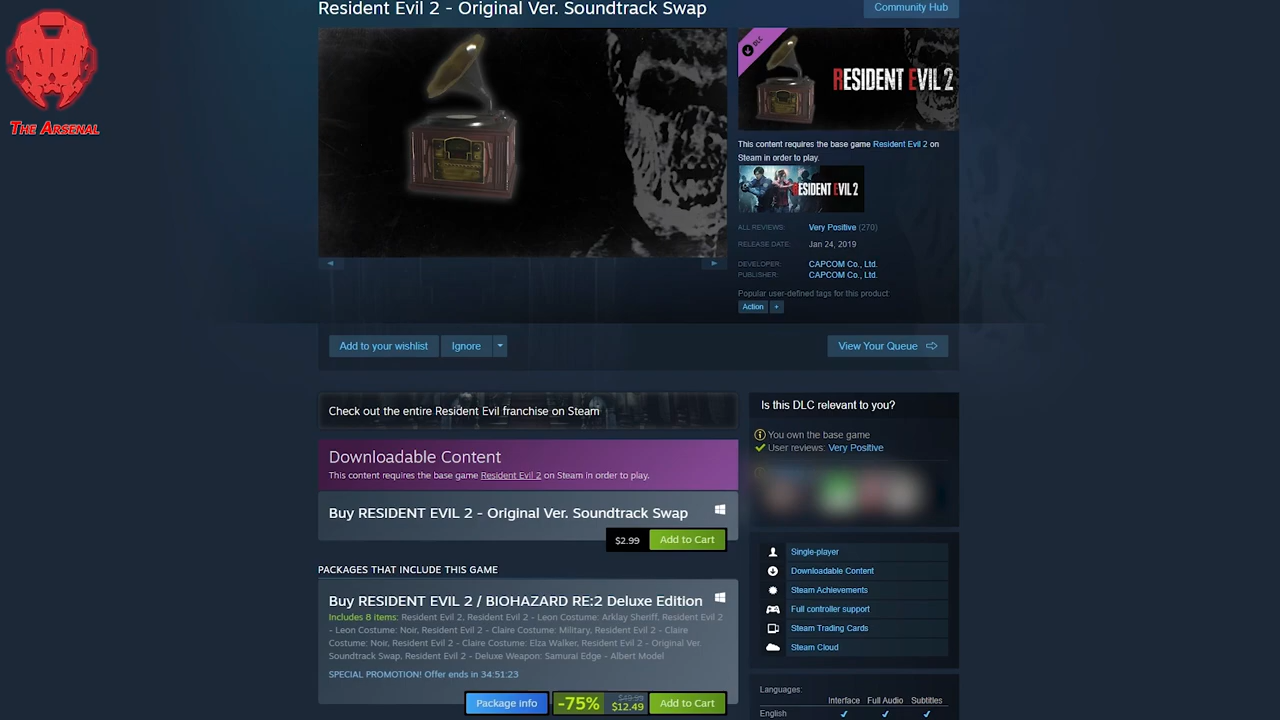 Resident Evil 2 - Original Ver. Soundtrack Swap
Community Hub
THE ARSENAL
DLC
RESIDENT EVIL 2
This content requires the base game Resident Evil 2 on
Steam in order to play.
RESIDENT EVIL 2
ALL REVIEWS: Very Positive (270)
RELEASE DATE: Jan 24, 2019
DEVELOPER: CAPCOM Co., Ltd.
PUBLISHER: CAPCOM Co., Ltd.
Popular user-defined tags for this product
Action +
Add to your wishlist
Ignore
View Your Queue
Check out the entire Resident Evil franchise on Steam
Downloadable Content
This content requires the base game Resident Evil 2 on Steam in order to play.
Buy RESIDENT EVIL 2 - Original Ver. Soundtrack Swap
$2.99 Add to Cart
PACKAGES THAT INCLUDE THIS GAME
Buy RESIDENT EVIL 2 / BIOHAZARD RE:2 Deluxe Edition
Includes 8 items: Resident Evil 2, Resident Evil 2 - Leon Costume: Arklay Sheriff, Resident Evil 2
- Leon Costume: Noir, Resident Evil 2 - Claire Costume: Military, Resident Evil 2 - Claire
Costume: Noir, Resident Evil 2 - Claire Costume: Elza Walker, Resident Evil 2 - Original Ver.
Soundtrack Swap, Resident Evil 2 - Deluxe Weapon: Samurai Edge - Albert Model
SPECIAL PROMOTION! Offer ends in 34:51:23
Package info -75% $49.99 $12.49 Add to Cart
Is this DLC relevant to you?
You own the base game
User reviews: Very Positive
Single-player
Downloadable Content
Steam Achievements
Full controller support
Steam Trading Cards
Steam Cloud
Languages:
Interface Full Audio Subtitles
English ✓ ✓ ✓